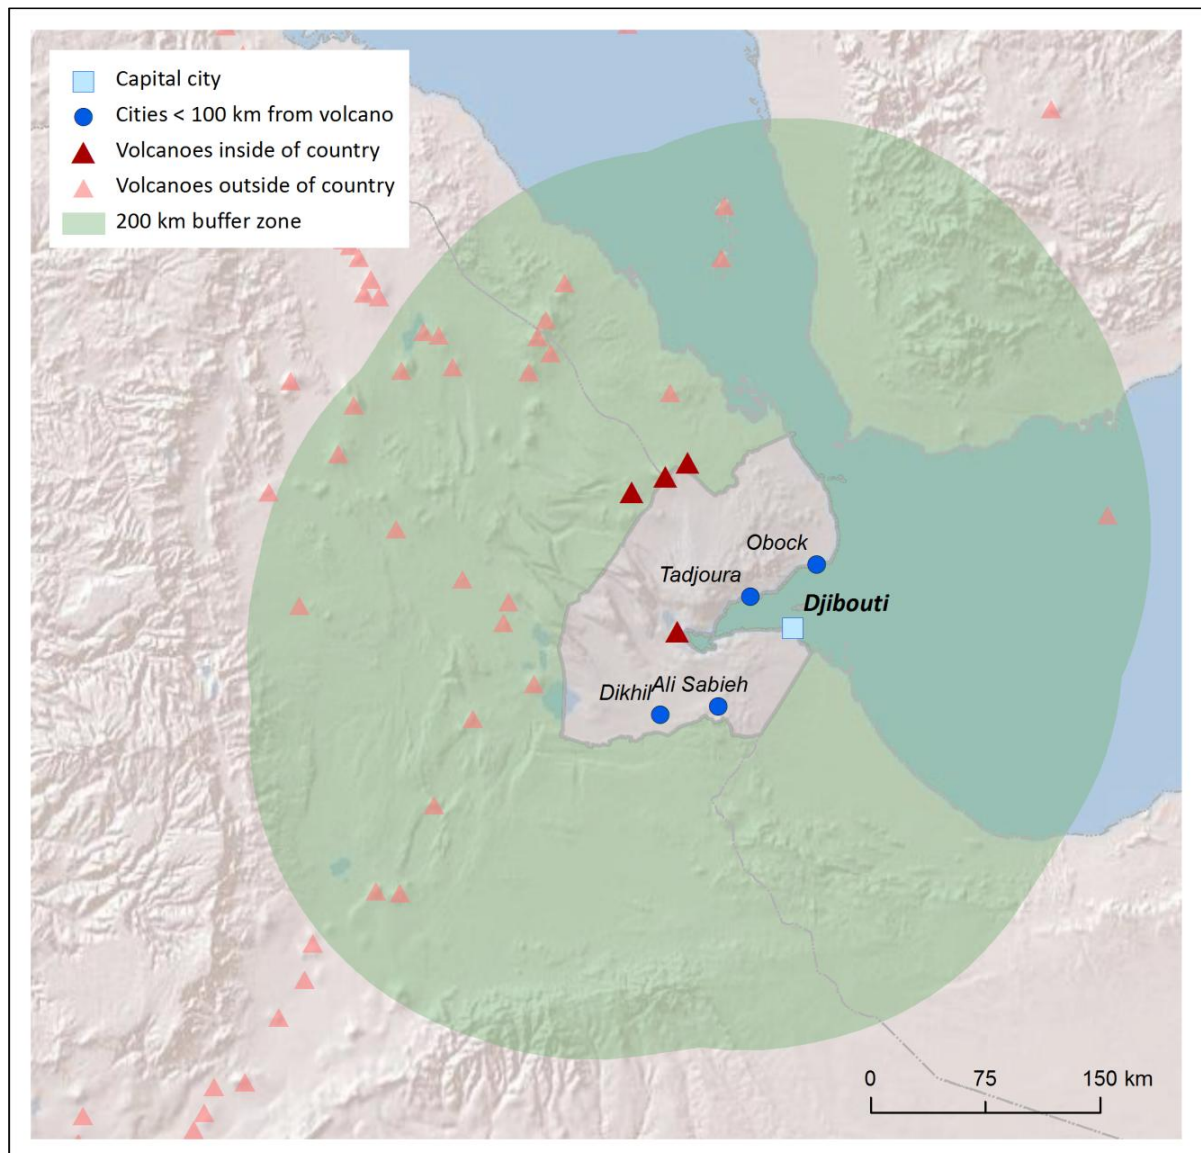 Capital city
Cities < 100 km from volcano
Volcanoes inside of country
Volcanoes outside of country
200 km buffer zone
Obock
Tadjoura
Djibouti
Dikhil
Ali Sabieh
0 75 150 km